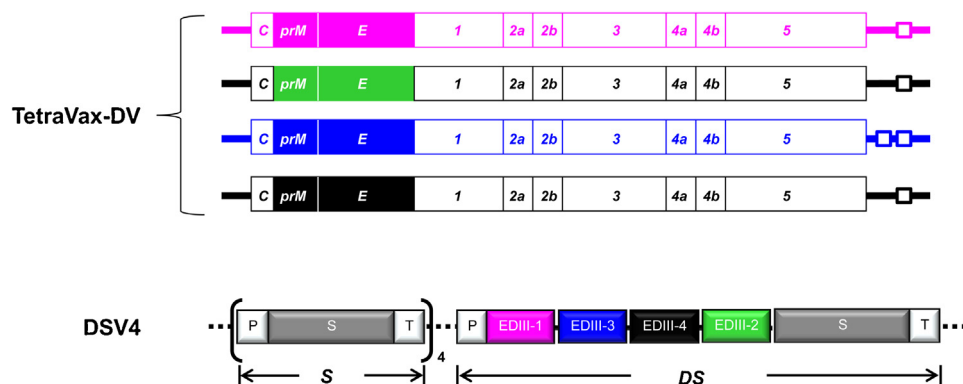 C prM E 1 2a 2b 3 4a 4b 5
C prM E 1 2a 2b 3 4a 4b 5
TetraVax-DV
C prM E 1 2a 2b 3 4a 4b 5
C prM E 1 2a 2b 3 4a 4b 5
DSV4 P S T P EDIII-1 EDIII-3 EDIII-4 EDIII-2 S T
4
S DS